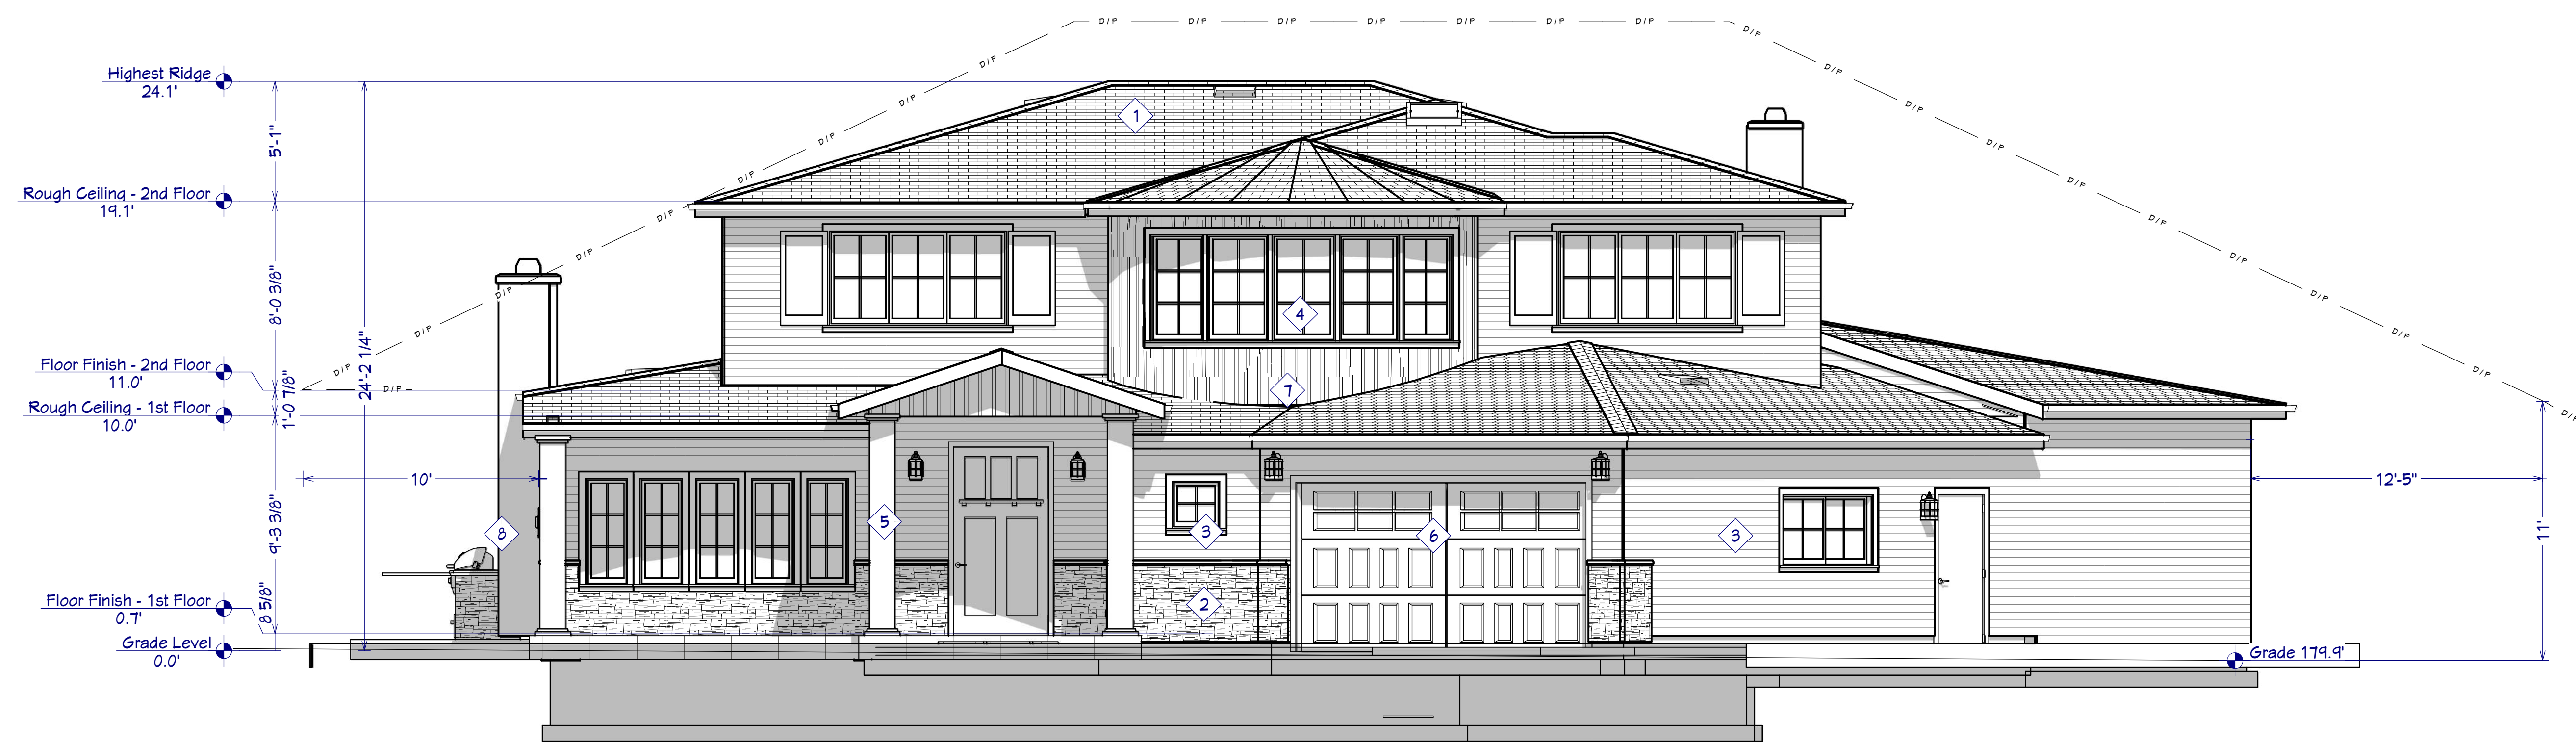 D/P D/P D/P D/P D/P D/P D/P D/P
D/P D/P
Highest Ridge
24.1'
D/P D/P
1
D/P D/P
5'-1"
D/P D/P
Rough Ceiling - 2nd Floor
19.1'
D/P D/P
D/P D/P
8'-0 3/8"
D/P D/P
4
D/P D/P
24'-2 1/4"
Floor Finish - 2nd Floor
11.0'
D/P
D/P
7
Rough Ceiling - 1st Floor
10.0'
1'-0 7/8"
D/P
10'
12'-5"
9'-3 3/8"
5
8
3
6
3
11'
8 5/8"
2
Floor Finish - 1st Floor
0.7'
Grade Level
0.0'
Grade 179.9'